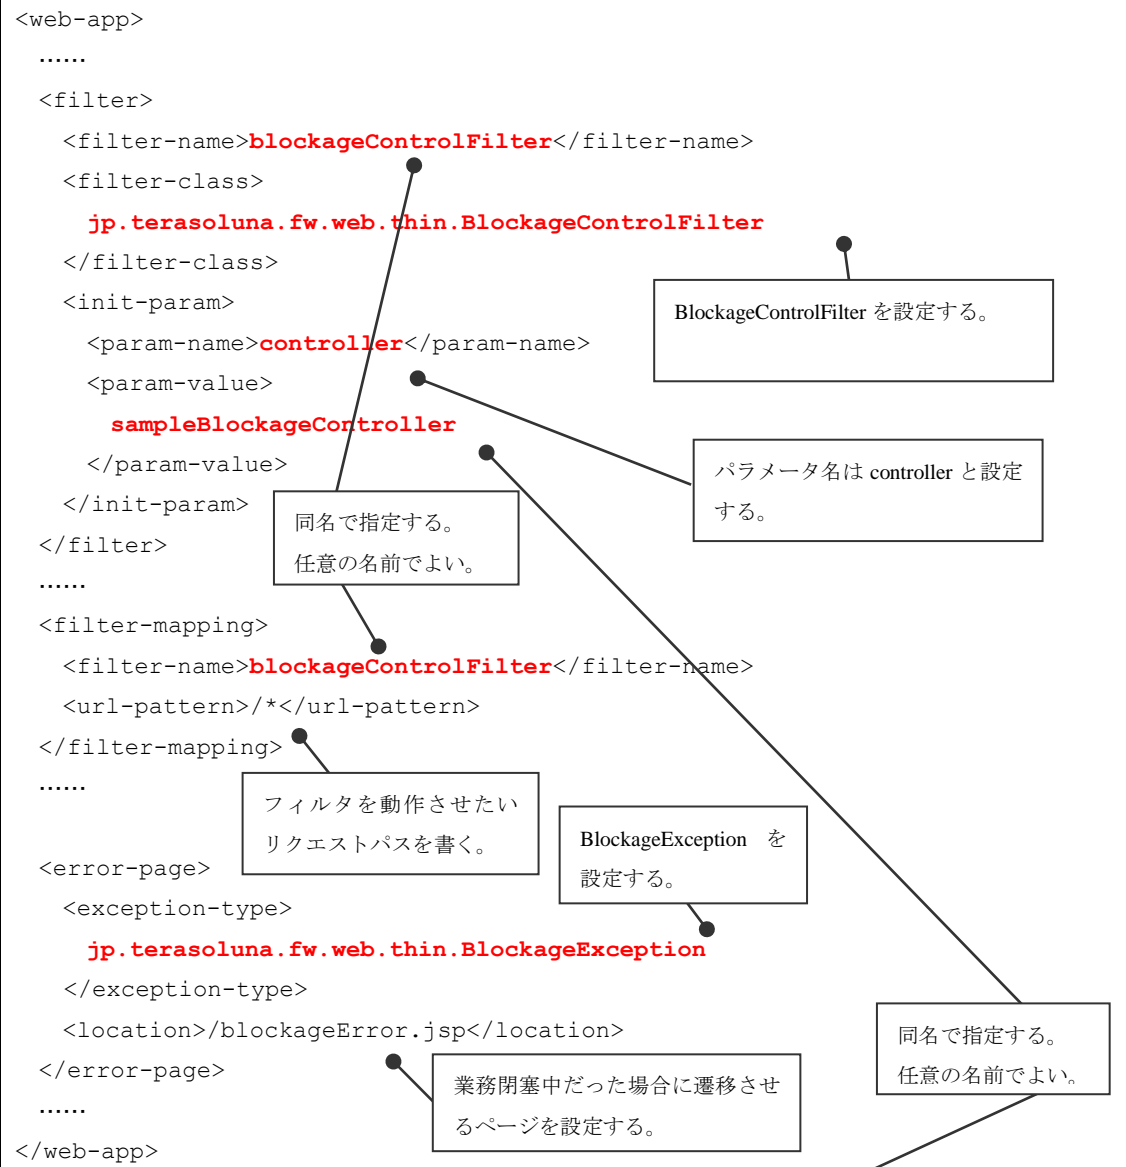 <web-app>
……
<filter>
<filter-name>blockageControlFilter</filter-name>
<filter-class>
jp.terasoluna.fw.web.thin.BlockageControlFilter
</filter-class>
BlockageControlFilter を設定する。
<init-param>
<param-name>controller</param-name>
<param-value>
sampleBlockageController
</param-value>
パラメータ名は controller と設定
する。
</init-param>
同名で指定する。
任意の名前でよい。
</filter>
……
<filter-mapping>
<filter-name>blockageControlFilter</filter-name>
<url-pattern>/*</url-pattern>
</filter-mapping>
……
フィルタを動作させたい
リクエストパスを書く。
BlockageException を
設定する。
<error-page>
<exception-type>
jp.terasoluna.fw.web.thin.BlockageException
</exception-type>
<location>/blockageError.jsp</location>
同名で指定する。
任意の名前でよい。
</error-page>
業務閉塞中だった場合に遷移させ
るページを設定する。
……
</web-app>